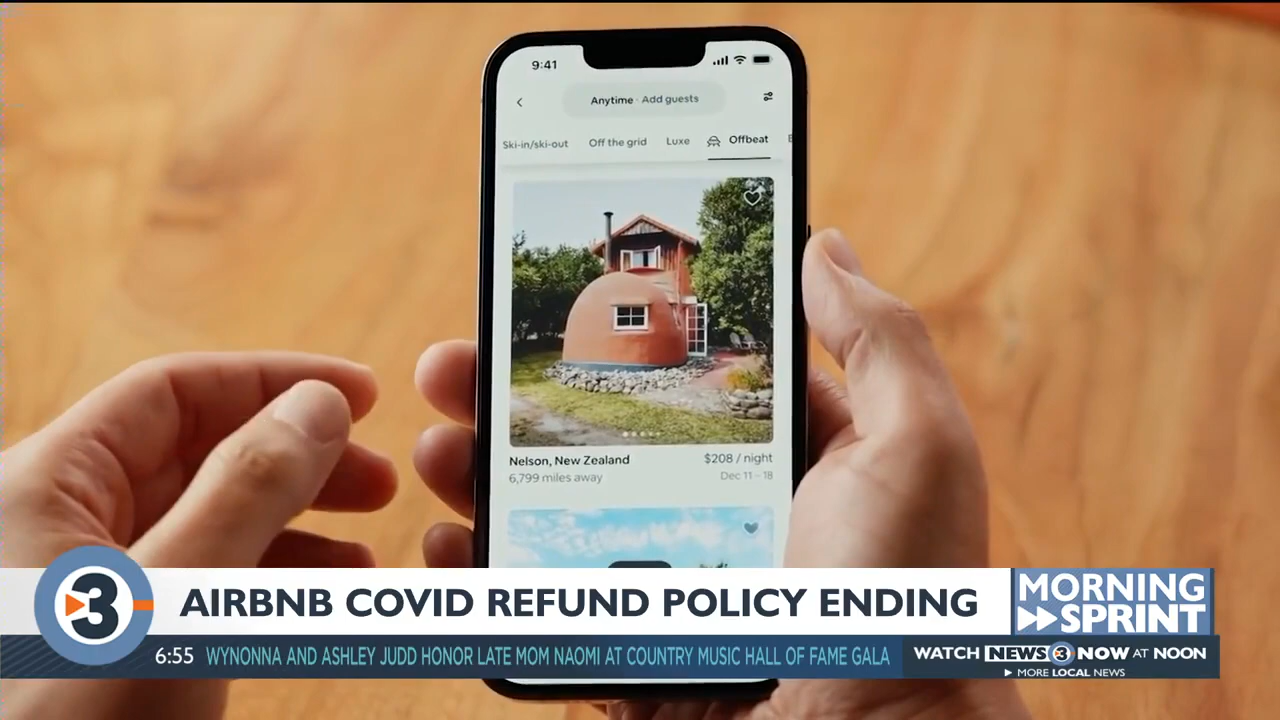 9:41
Anytime · Add guests
Ski-in/ski-out Off the grid Luxe Offbeat
Nelson, New Zealand $208 / night
6,799 miles away Dec 11 – 18
3 AIRBNB COVID REFUND POLICY ENDING
MORNING
SPRINT
6:55 WYNONNA AND ASHLEY JUDD HONOR LATE MOM NAOMI AT COUNTRY MUSIC HALL OF FAME GALA
WATCH NEWS 3 NOW AT NOON
MORE LOCAL NEWS